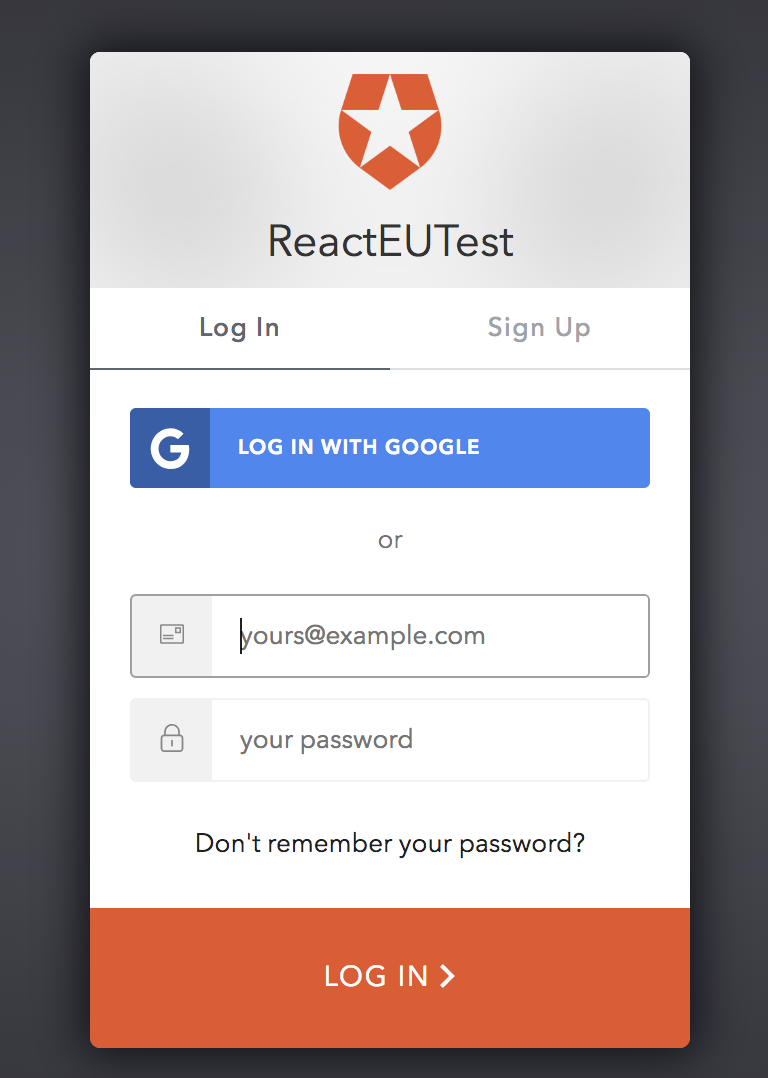 ReactEUTest
Log In
Sign Up
G
LOG IN WITH GOOGLE
or
yours@example.com
your password
Don't remember your password?
LOG IN